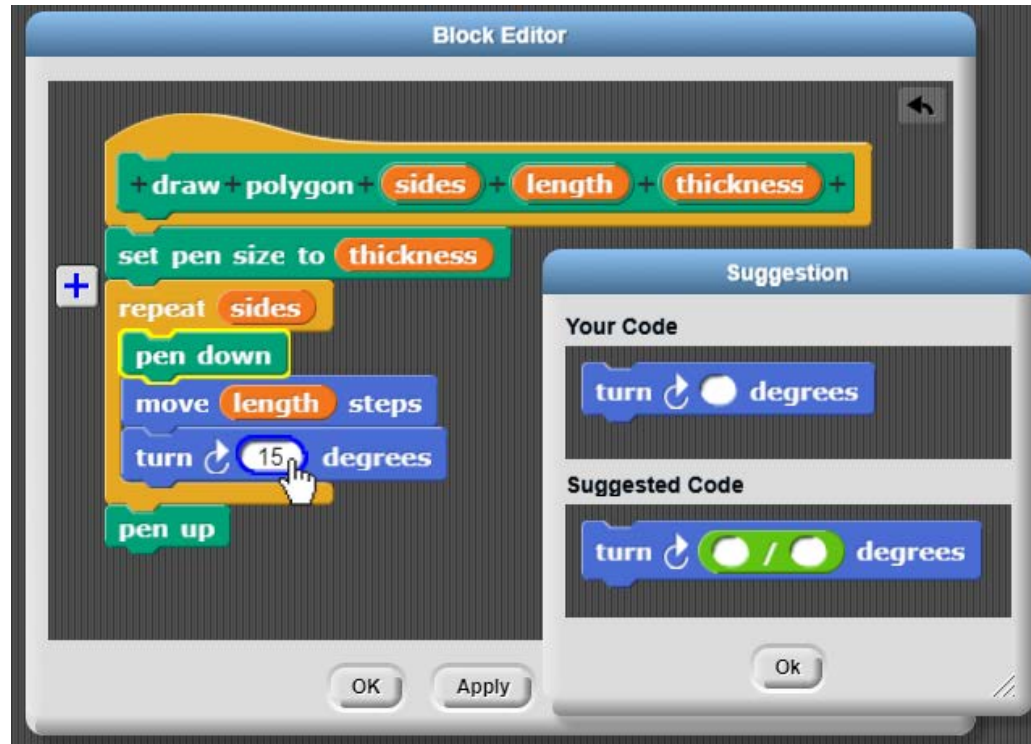 Block Editor
+ draw + polygon + sides + length + thickness +
set pen size to thickness
+
repeat sides
pen down
move length steps
turn 15 degrees
pen up
OK
Apply
Suggestion
Your Code
turn degrees
Suggested Code
turn / degrees
Ok